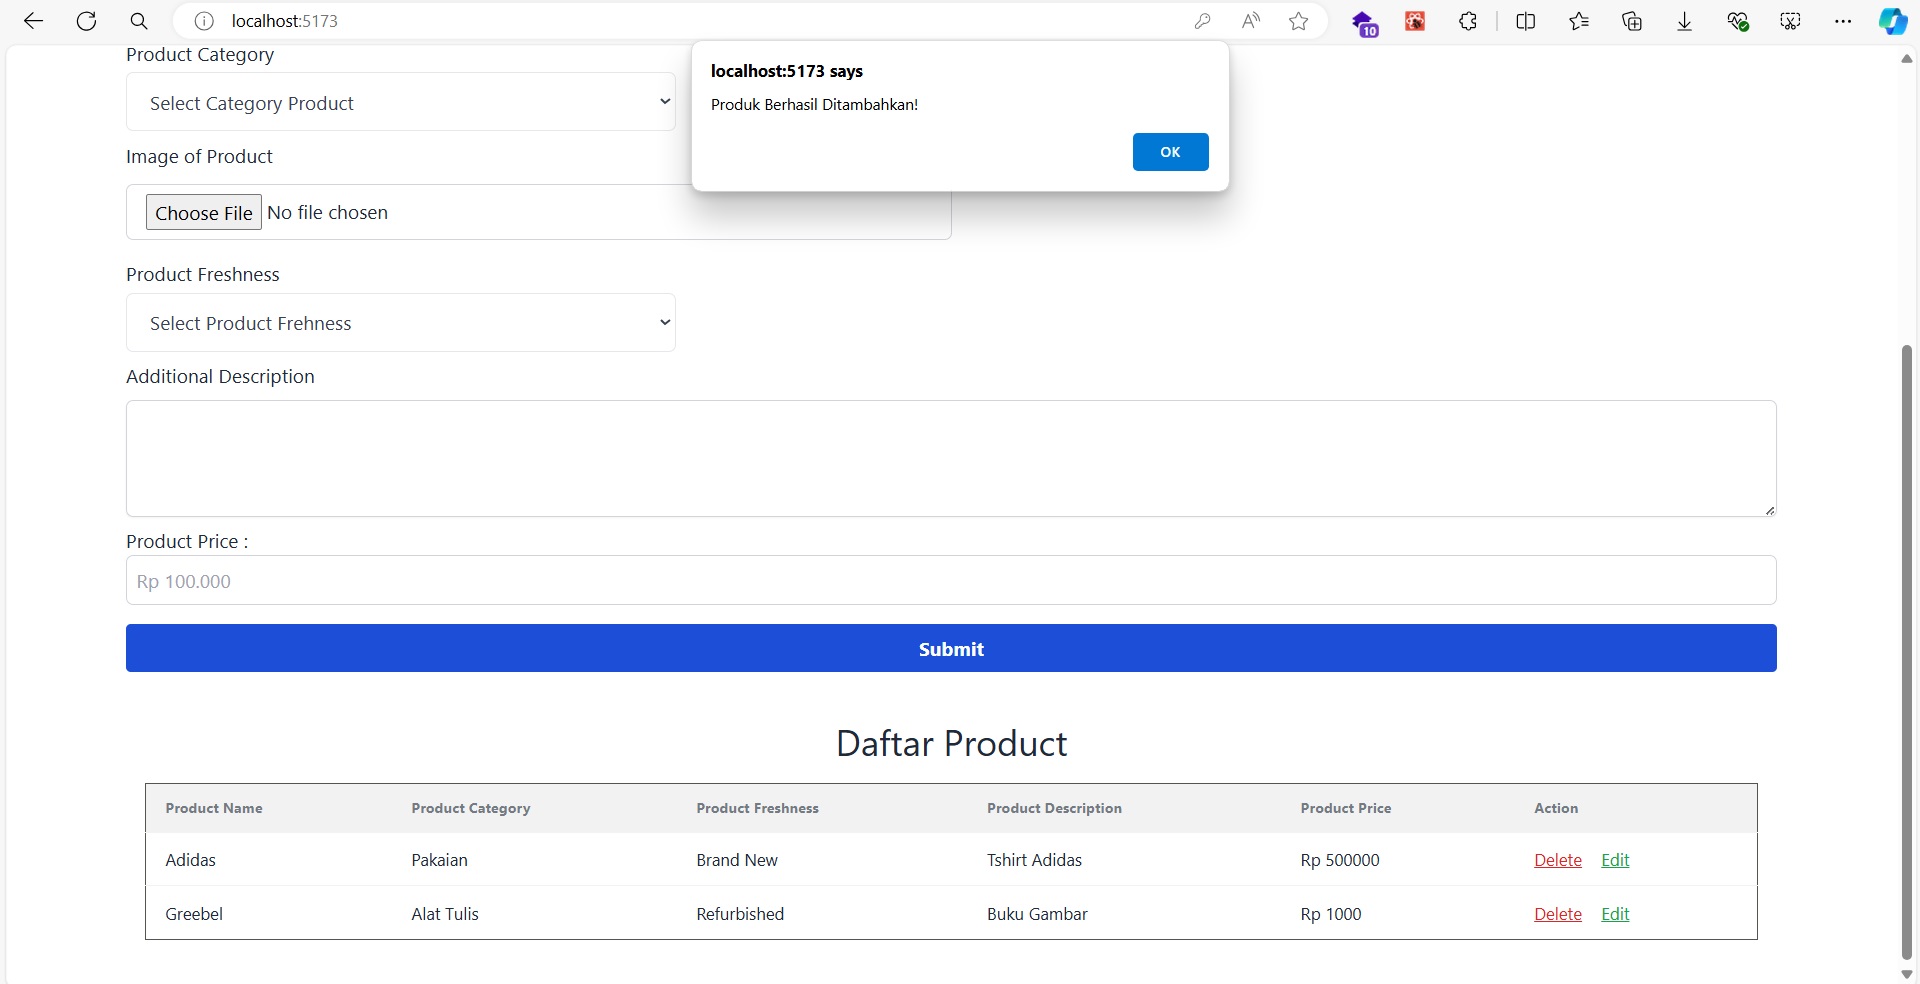 localhost:5173
10
Product Category
localhost:5173 says
Produk Berhasil Ditambahkan!
OK
Select Category Product
Image of Product
Choose File No file chosen
Product Freshness
Select Product Frehness
Additional Description
Product Price :
Rp 100.000
Submit
Daftar Product
Product Name Product Category Product Freshness Product Description Product Price Action
Adidas Pakaian Brand New Tshirt Adidas Rp 500000 Delete Edit
Greebel Alat Tulis Refurbished Buku Gambar Rp 1000 Delete Edit